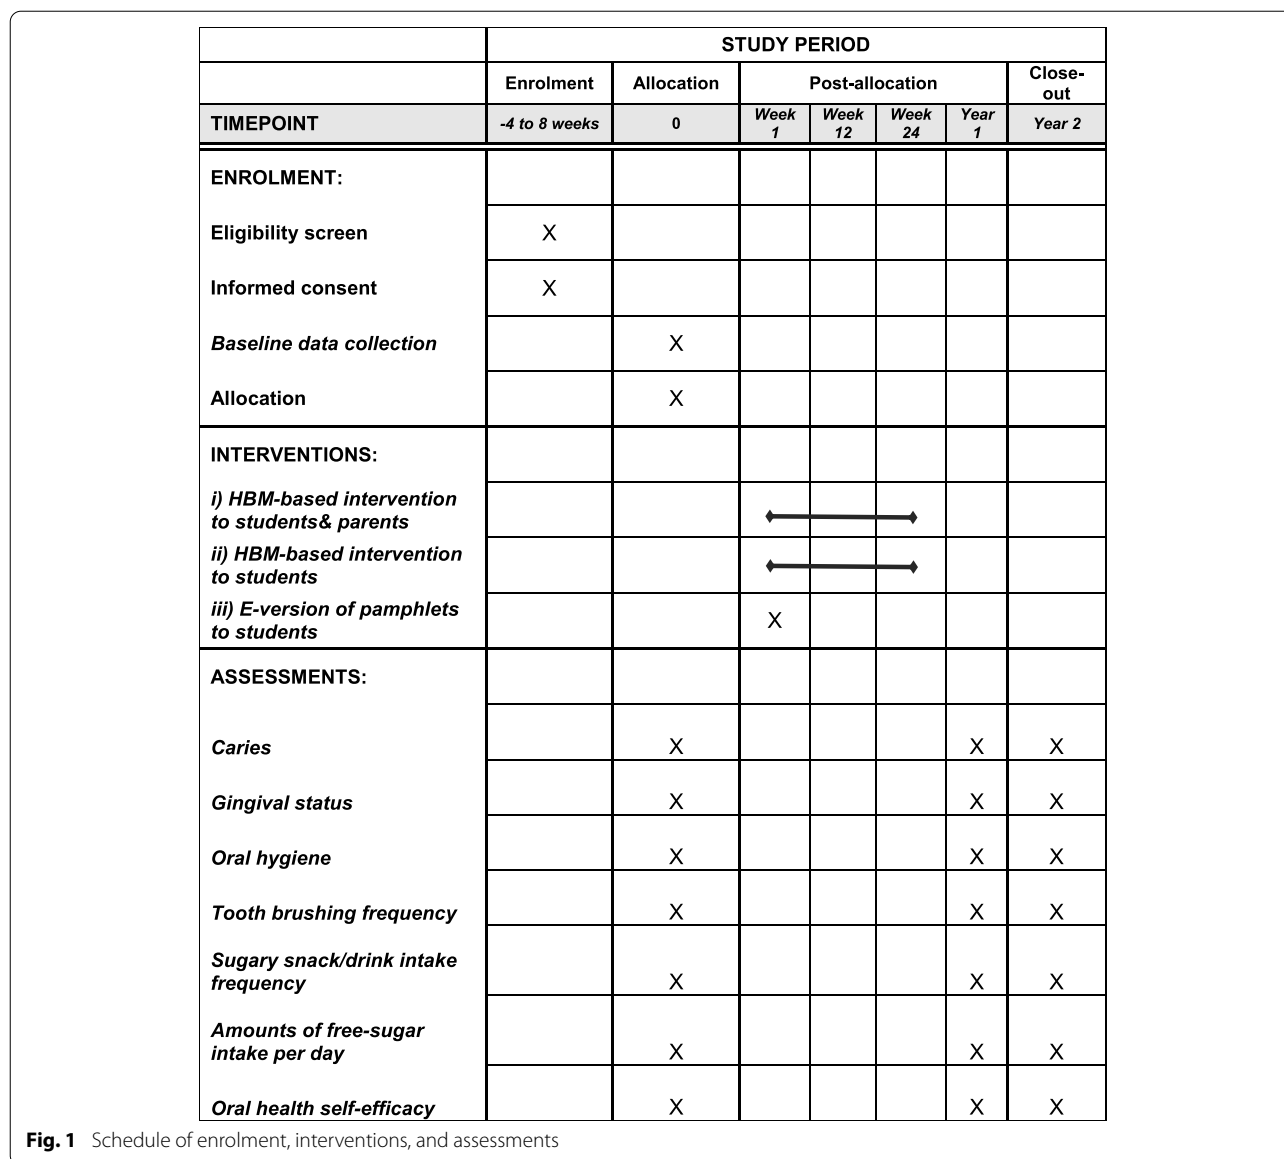 STUDY PERIOD
Enrolment Allocation Post-allocation Close-
out
TIMEPOINT -4 to 8 weeks 0 Week
1 Week
12 Week
24 Year
1 Year 2
ENROLMENT:
Eligibility screen X
Informed consent X
Baseline data collection X
Allocation X
INTERVENTIONS:
i) HBM-based intervention
to students& parents
ii) HBM-based intervention
to students
iii) E-version of pamphlets
to students X
ASSESSMENTS:
Caries X X X
Gingival status X X X
Oral hygiene X X X
Tooth brushing frequency X X X
Sugary snack/drink intake
frequency X X X
Amounts of free-sugar
intake per day X X X
Oral health self-efficacy X X X
Fig. 1 Schedule of enrolment, interventions, and assessments